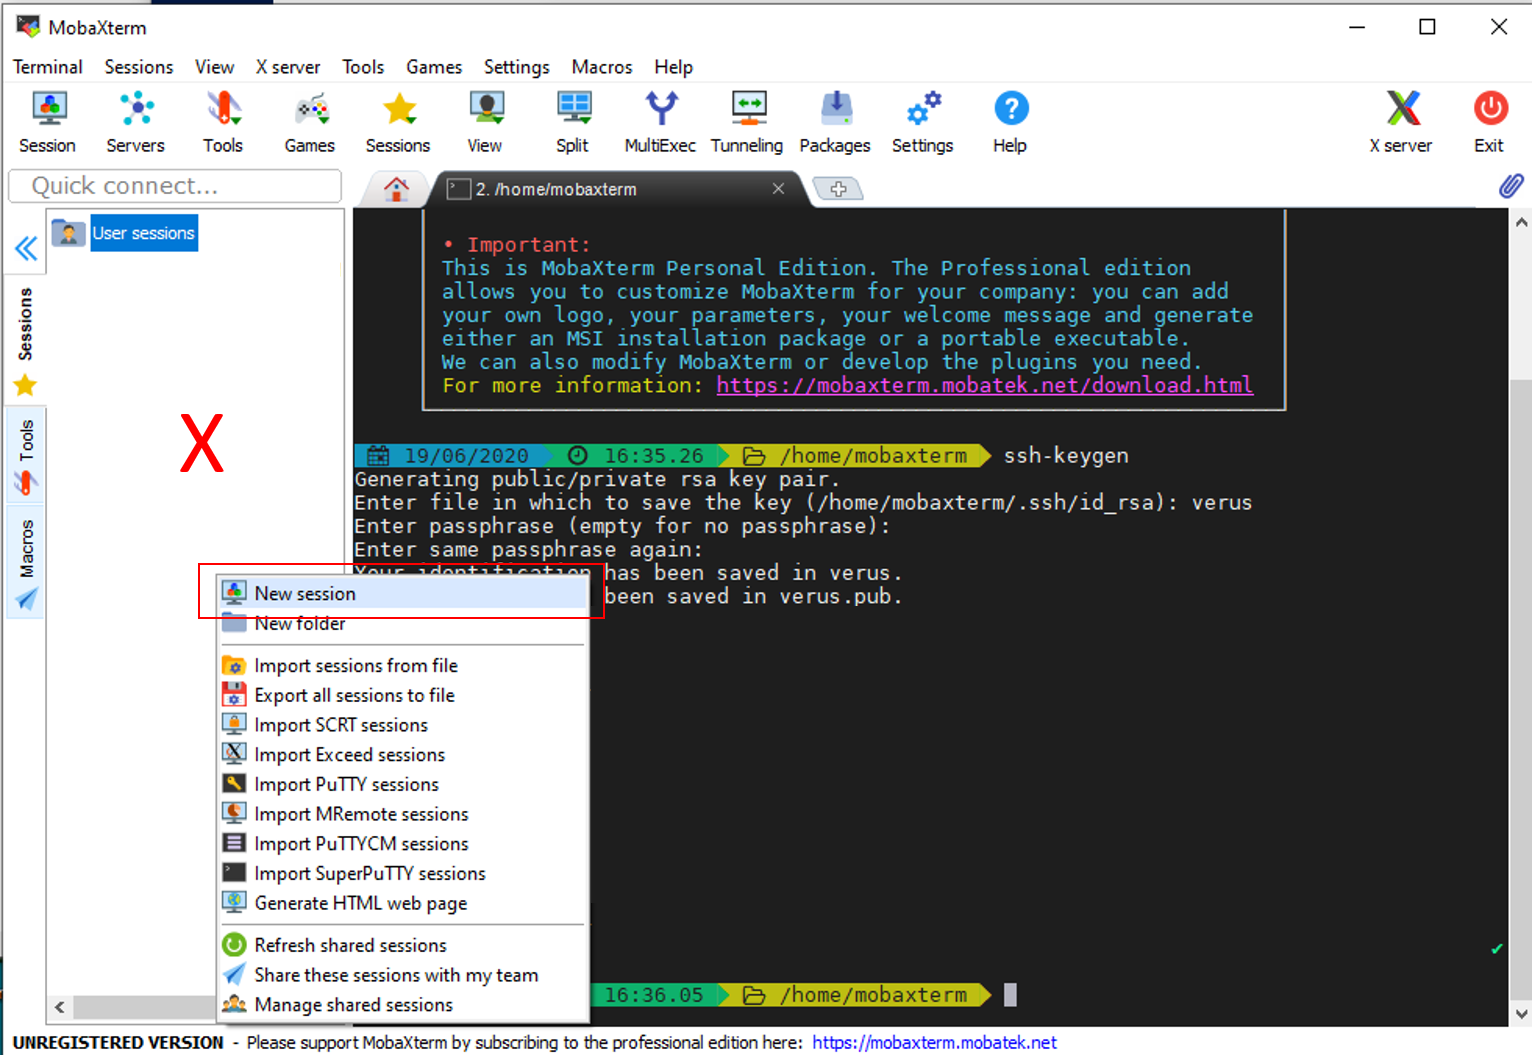 MobaXterm
Terminal Sessions View X server Tools Games Settings Macros Help
Session Servers Tools Games Sessions View Split MultiExec Tunneling Packages Settings Help X server Exit
Quick connect...
2. /home/mobaxterm
User sessions
Sessions
Tools
Macros
X
• Important:
This is MobaXterm Personal Edition. The Professional edition
allows you to customize MobaXterm for your company: you can add
your own logo, your parameters, your welcome message and generate
either an MSI installation package or a portable executable.
We can also modify MobaXterm or develop the plugins you need.
For more information: https://mobaxterm.mobatek.net/download.html
19/06/2020 16:35.26 /home/mobaxterm ssh-keygen
Generating public/private rsa key pair.
Enter file in which to save the key (/home/mobaxterm/.ssh/id_rsa): verus
Enter passphrase (empty for no passphrase):
Enter same passphrase again:
Your identification has been saved in verus.
been saved in verus.pub.
New session
New folder
Import sessions from file
Export all sessions to file
Import SCRT sessions
Import Exceed sessions
Import PuTTY sessions
Import MRemote sessions
Import PuTTYCM sessions
Import SuperPuTTY sessions
Generate HTML web page
Refresh shared sessions
Share these sessions with my team
Manage shared sessions
16:36.05 /home/mobaxterm
UNREGISTERED VERSION - Please support MobaXterm by subscribing to the professional edition here: https://mobaxterm.mobatek.net